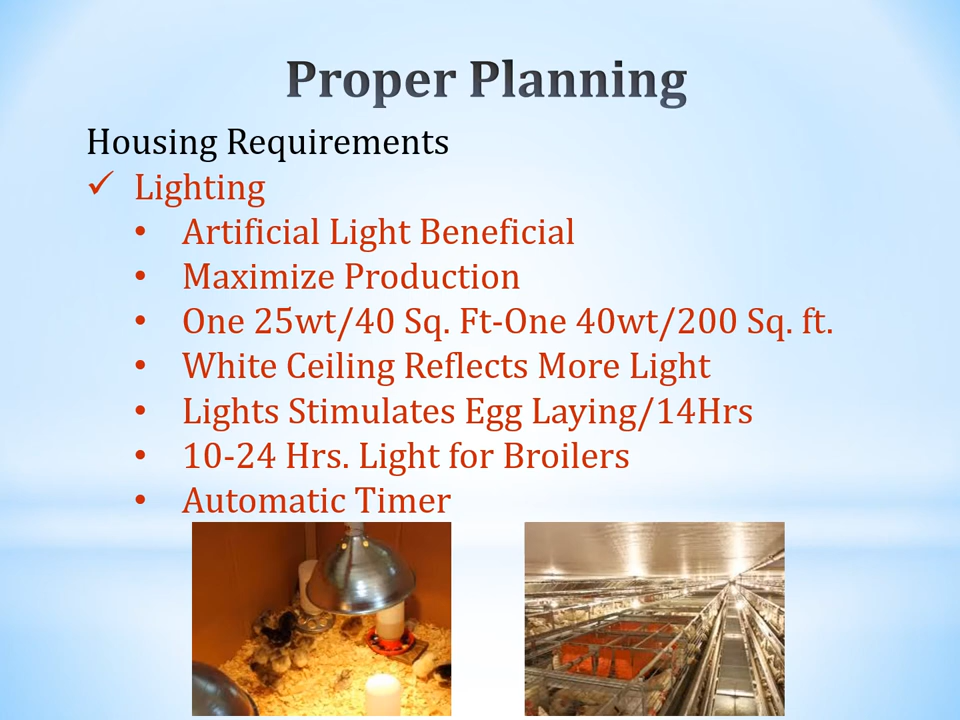 Proper Planning
Housing Requirements
✓ Lighting
• Artificial Light Beneficial
• Maximize Production
• One 25wt/40 Sq. Ft-One 40wt/200 Sq. ft.
• White Ceiling Reflects More Light
• Lights Stimulates Egg Laying/14Hrs
• 10-24 Hrs. Light for Broilers
• Automatic Timer